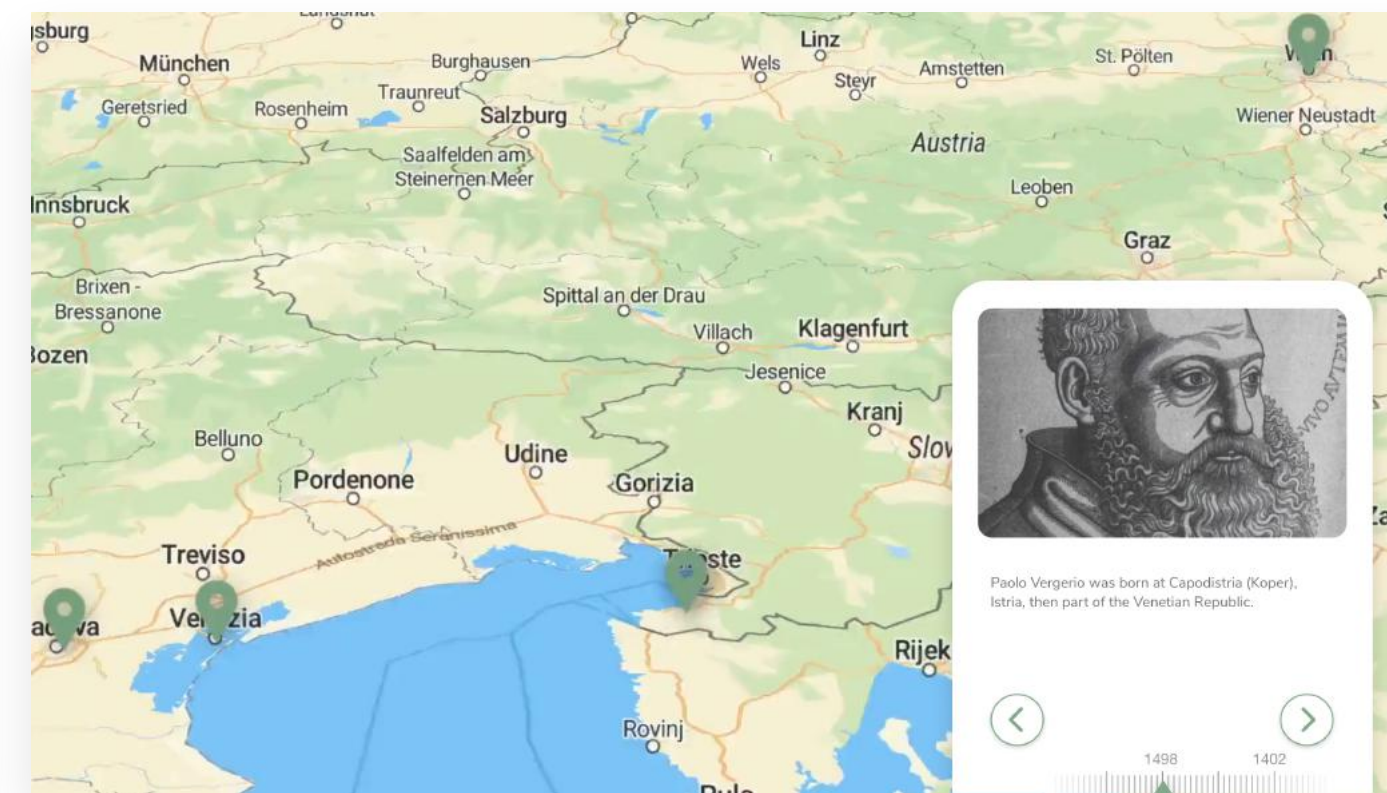 München
Burghausen
Linz
Wels
Steyr
Amstetten
St. Pölten
Geretsried
Rosenheim
Traunreut
Salzburg
Wiener Neustadt
Austria
Saalfelden am
Steinernen Meer
Leoben
Innsbruck
Graz
Brixen -
Bressanone
Spittal an der Drau
Villach
Klagenfurt
Jesenice
Kranj
Belluno
Udine
Pordenone
Gorizia
Autostrada Serenissima
Treviso
Rovinj
VIVO AVTEM
Paolo Vergerio was born at Capodistria (Koper),
Istria, then part of the Venetian Republic.
1498 1402